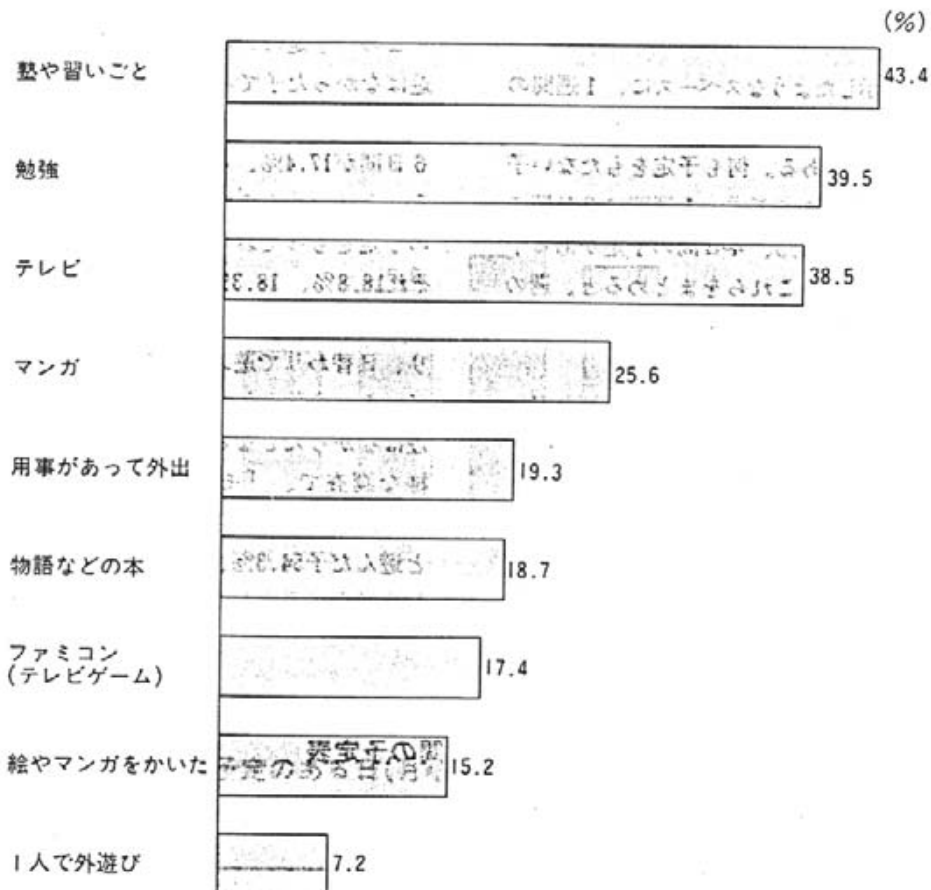 (%)
塾や習いごと 43.4
勉強 39.5
テレビ 38.5
マンガ 25.6
用事があって外出 19.3
物語などの本 18.7
ファミコン
(テレビゲーム) 17.4
絵やマンガをかいた 15.2
1人で外遊び 7.2